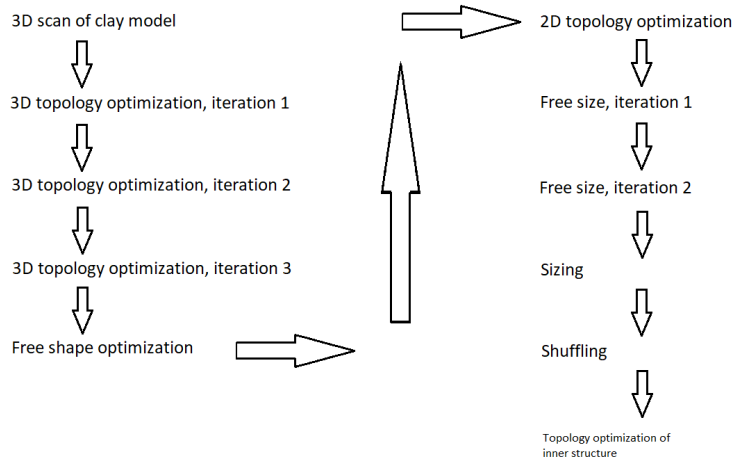 3D scan of clay model
3D topology optimization, iteration 1
3D topology optimization, iteration 2
3D topology optimization, iteration 3
Free shape optimization
2D topology optimization
Free size, iteration 1
Free size, iteration 2
Sizing
Shuffling
Topology optimization of
inner structure